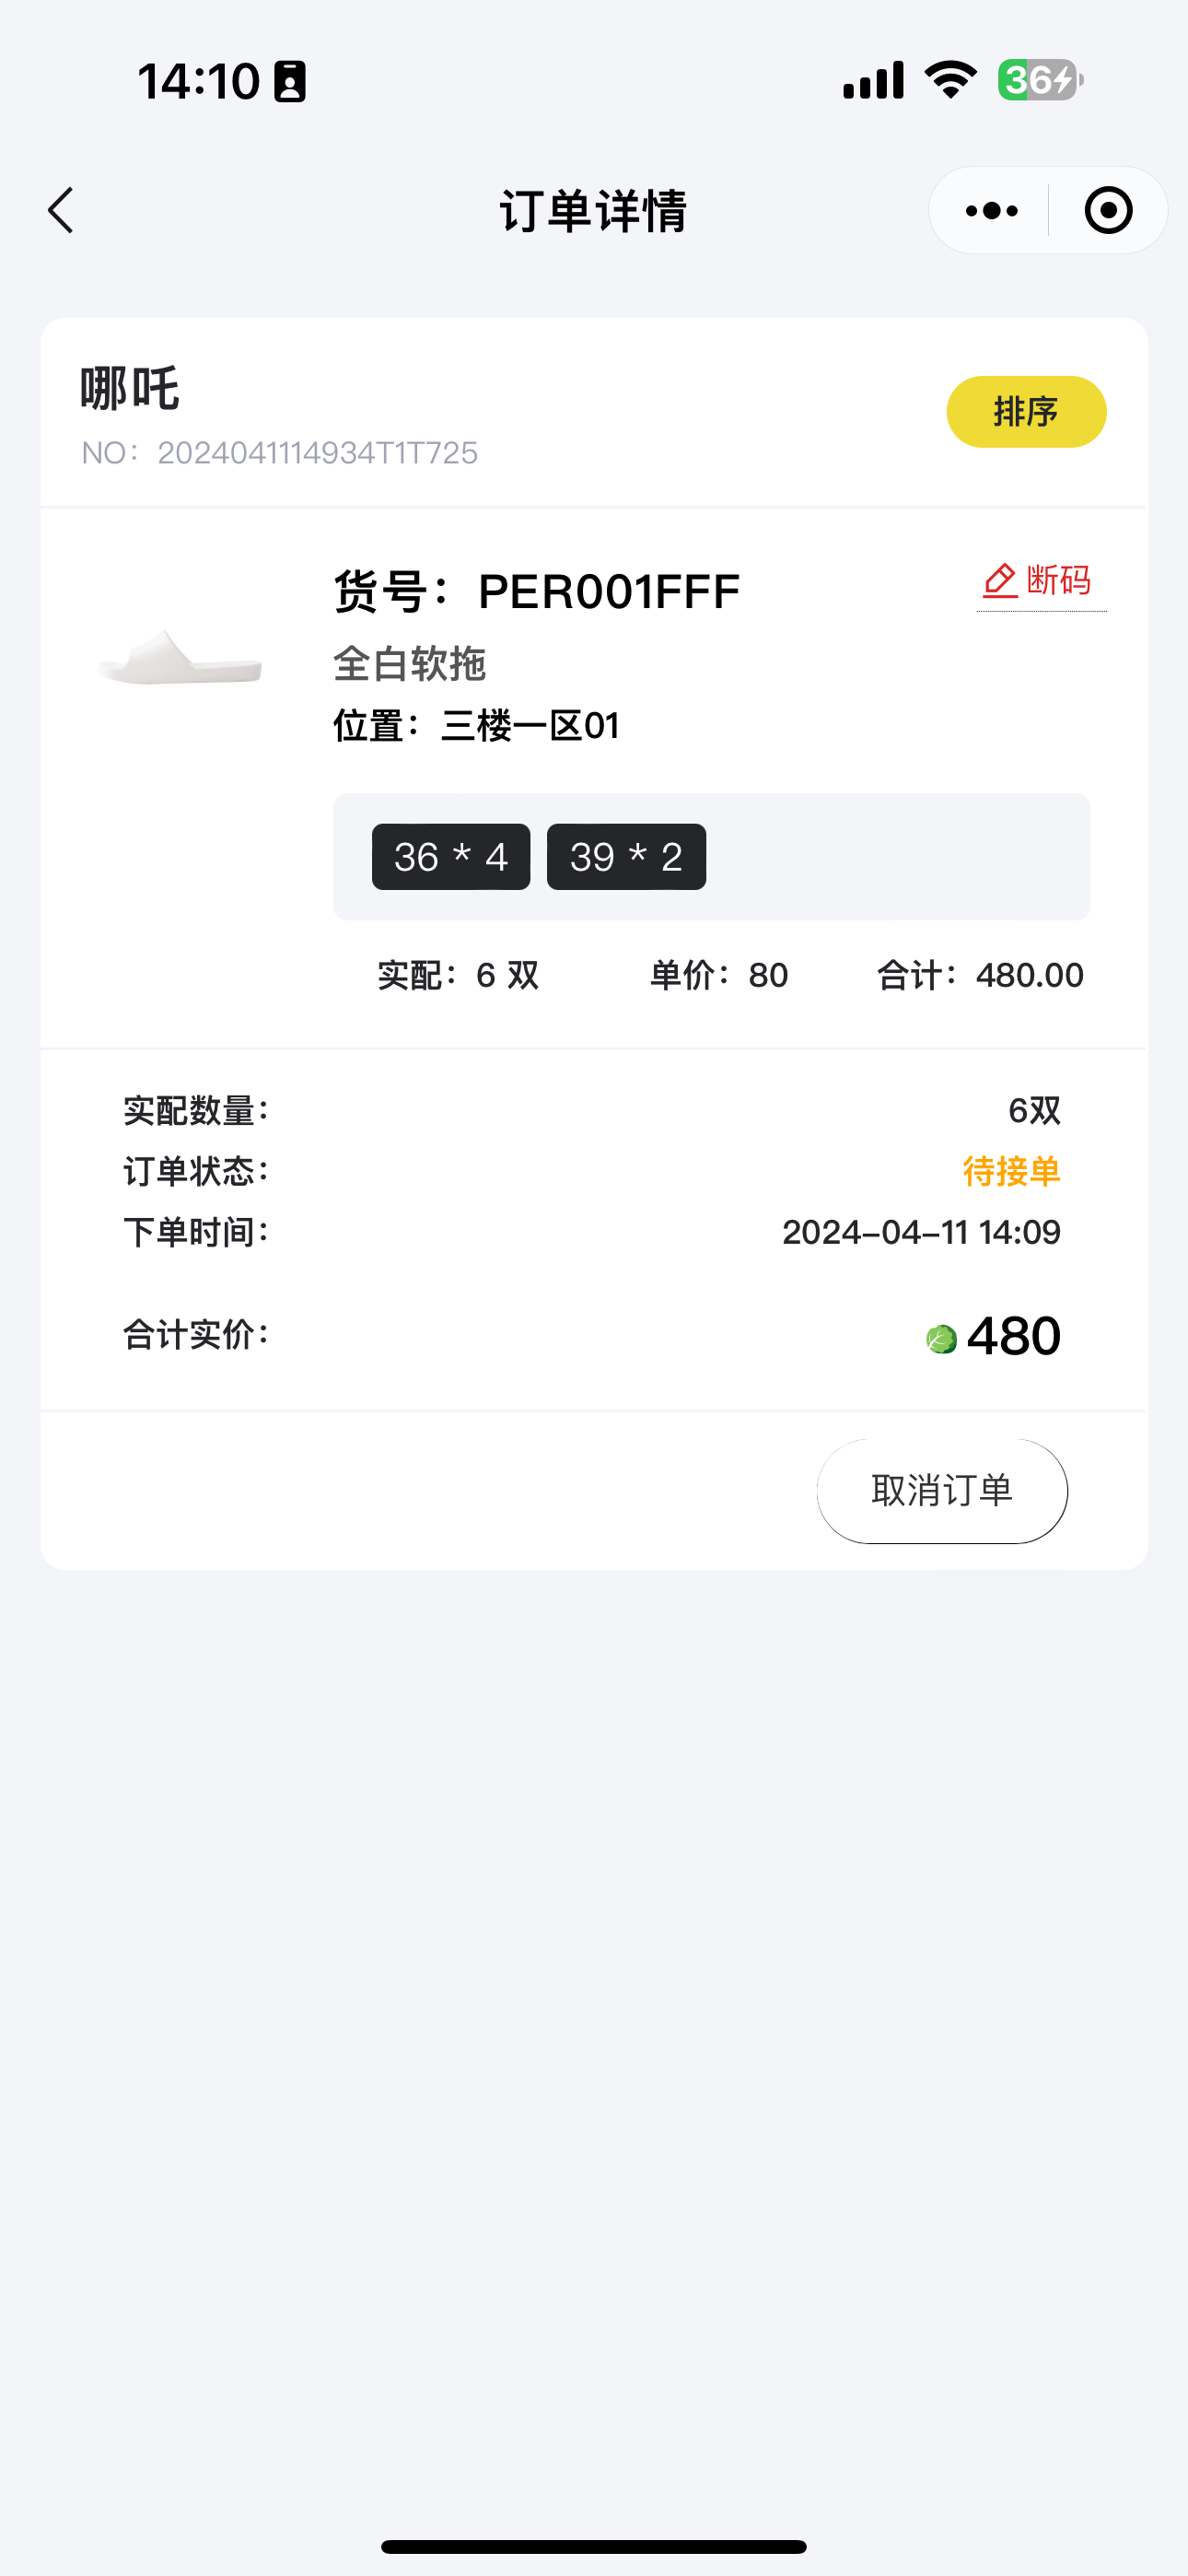 14:10
36
订单详情
哪吒
排序
NO：2024041114934T1T725
货号：PER001FFF
断码
全白软拖
位置：三楼一区01
36 * 4
39 * 2
实配：6 双
单价：80
合计：480.00
实配数量：
6双
订单状态：
待接单
下单时间：
2024-04-11 14:09
合计实价：
480
取消订单